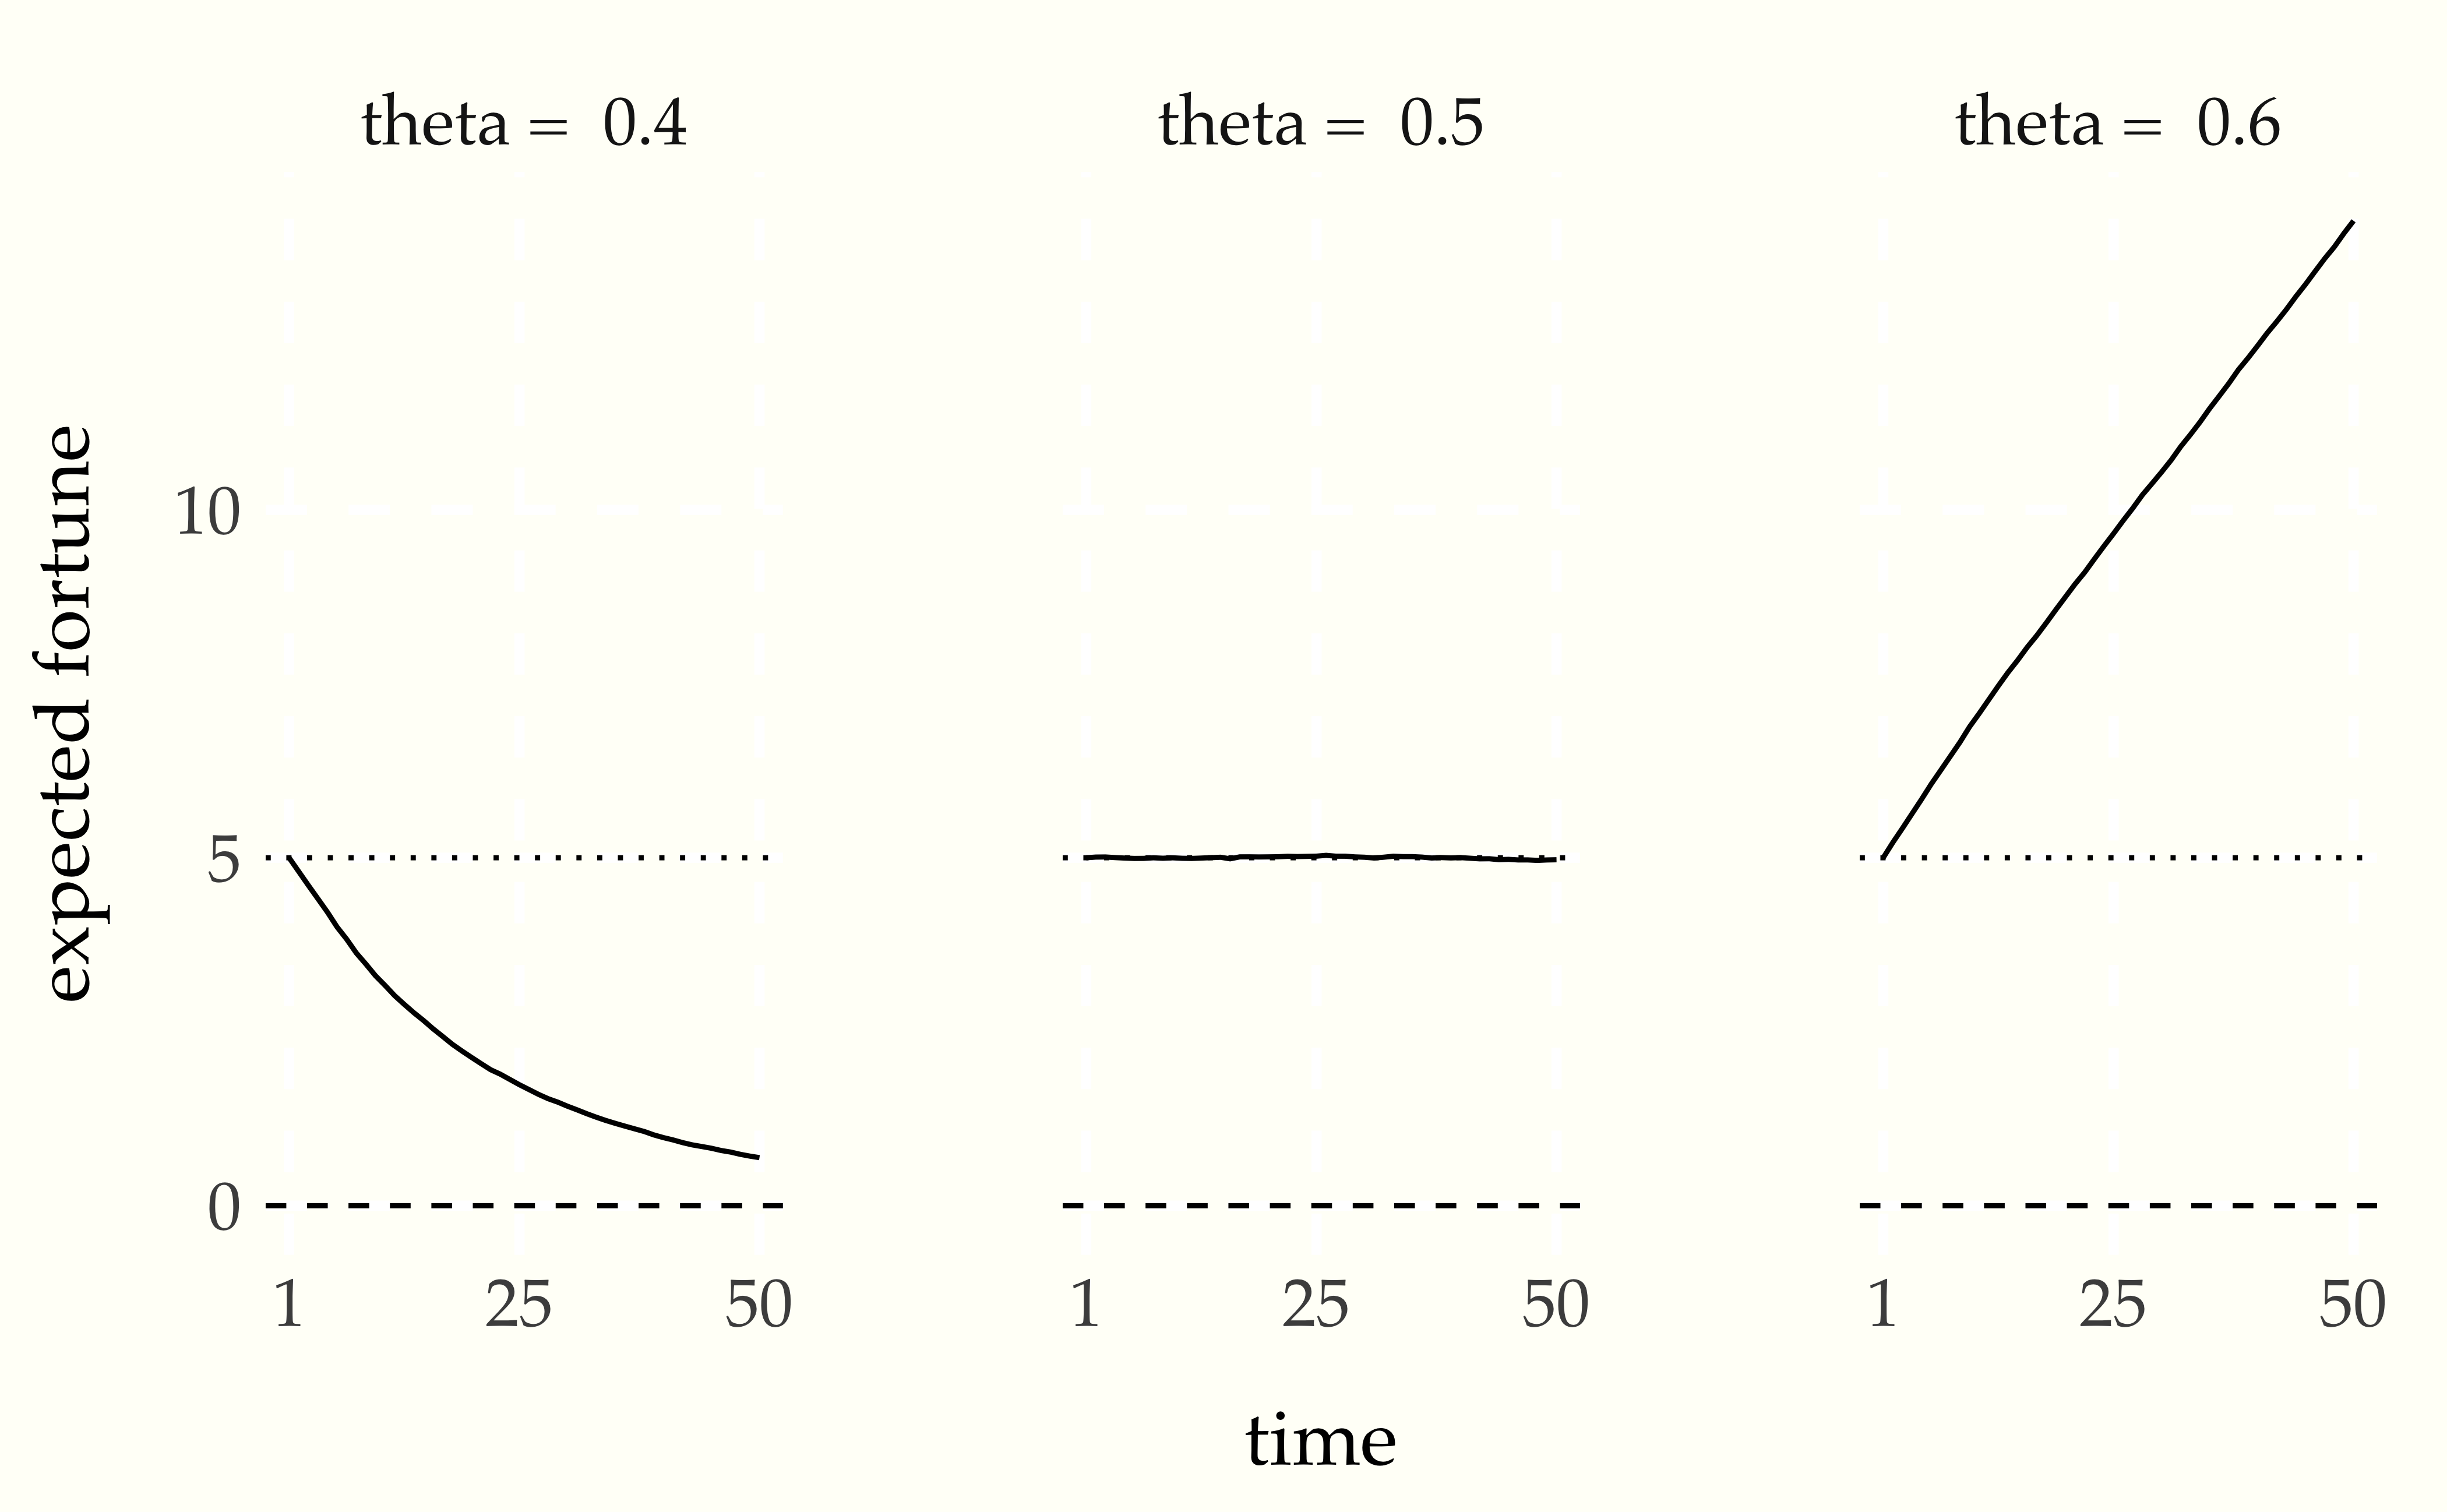 theta = 0.4
theta = 0.5
theta = 0.6
expected fortune
10
5
0
1 25 50
1 25 50
1 25 50
time